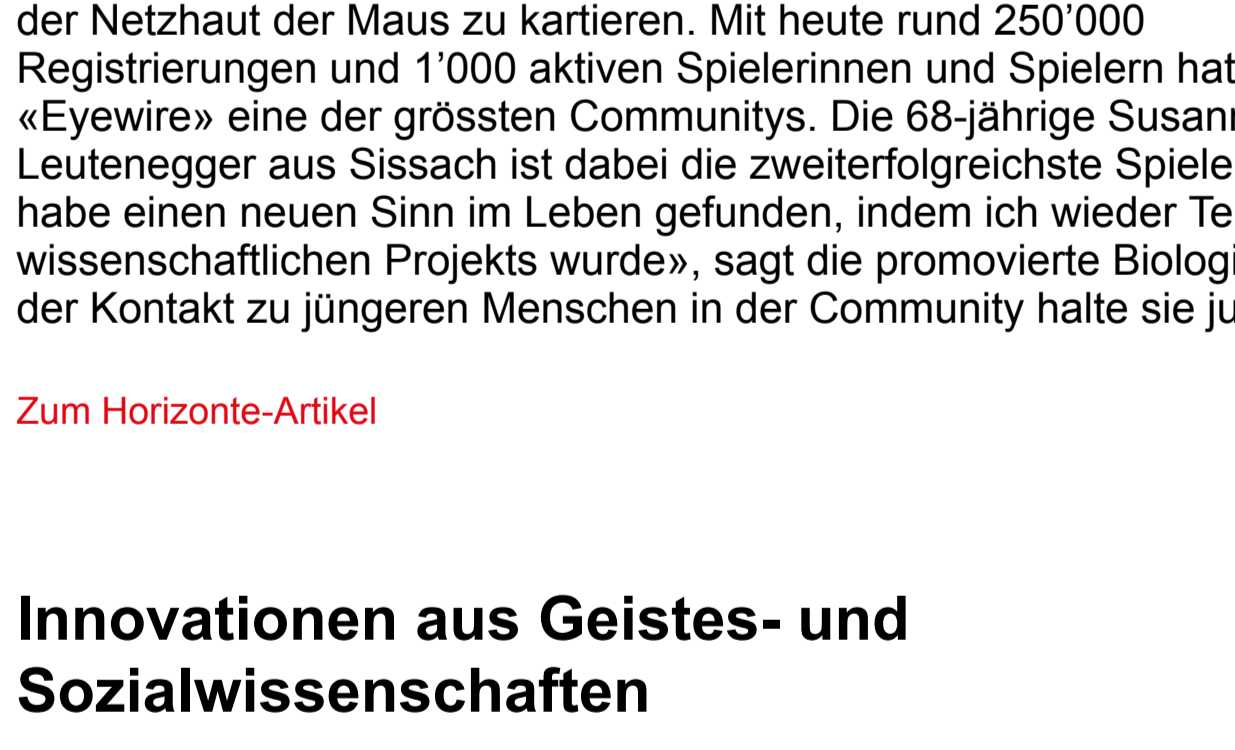 der Netzhaut der Maus zu kartieren. Mit heute rund 250’000
Registrierungen und 1’000 aktiven Spielerinnen und Spielern hat
«Eyewire» eine der grössten Communitys. Die 68-jährige
Leutenegger aus Sissach ist dabei die zweiterfolgreichste
habe einen neuen Sinn im Leben gefunden, indem ich wieder
wissenschaftlichen Projekts wurde», sagt die promovierte
der Kontakt zu jüngeren Menschen in der Community halte sie
Zum Horizonte-Artikel
Innovationen aus Geistes- und
Sozialwissenschaften